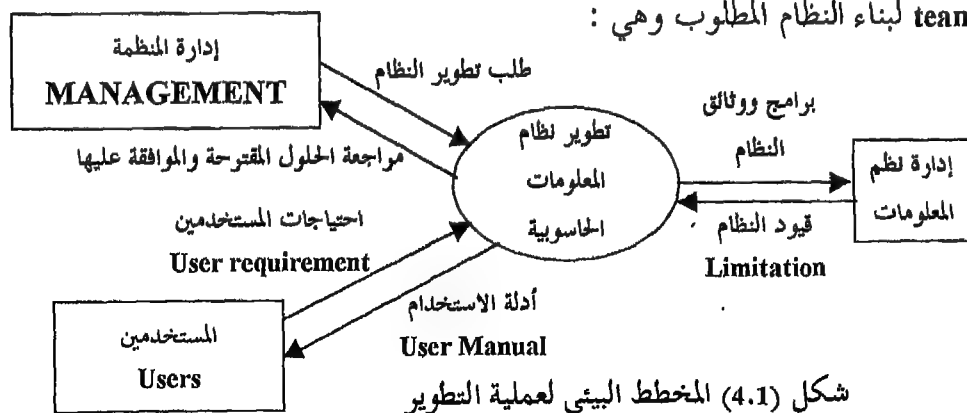 team لبناء النظام المطلوب وهي :
إدارة المنظمة
MANAGEMENT
طلب تطوير النظام
مراجعة الحلول المقترحة والموافقة عليها
تطوير نظام
المعلومات
الحاسوبية
برامج ووثائق
النظام
إدارة نظم
المعلومات
قيود النظام
Limitation
احتياجات المستخدمين
User requirement
أدلة الاستخدام
User Manual
المستخدمين
Users
شكل (4.1) المخطط البيئي لعملية التطوير